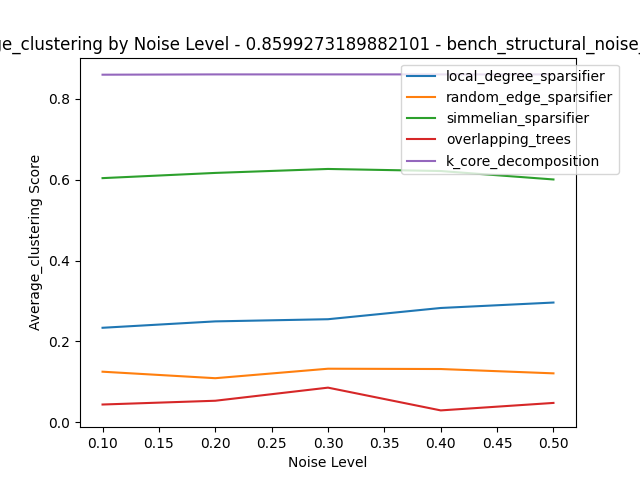 ge_clustering by Noise Level - 0.8599273189882101 - bench_structural_noise_
local_degree_sparsifier
random_edge_sparsifier
simmelian_sparsifier
overlapping_trees
k_core_decomposition
Average_clustering Score
0.8
0.6
0.4
0.2
0.0
0.10 0.15 0.20 0.25 0.30 0.35 0.40 0.45 0.50
Noise Level